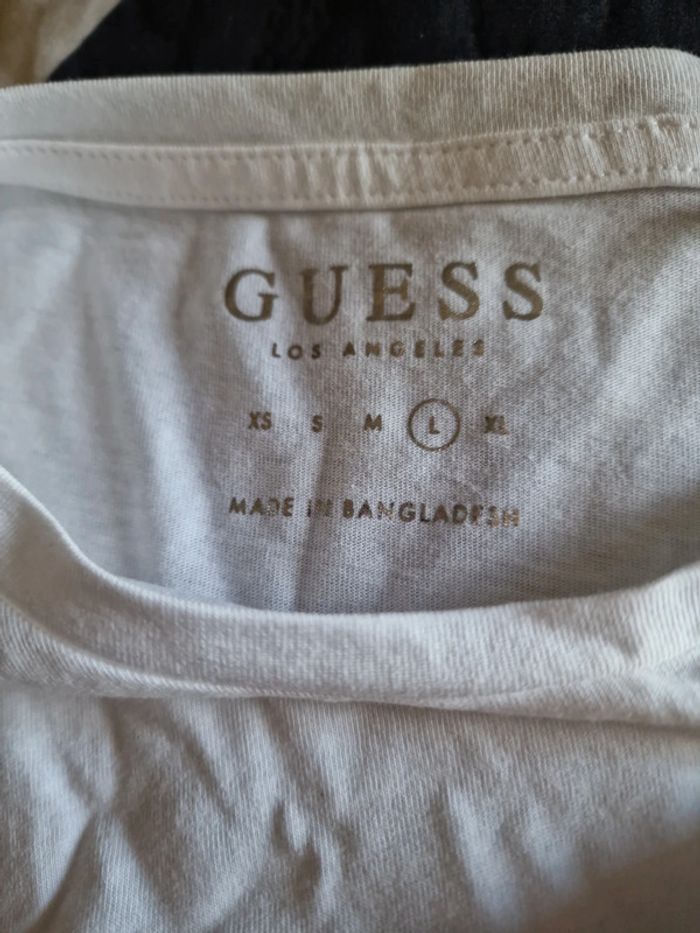 GUESS
LOS ANGELES
XS S M L XL
MADE IN BANGLADESH